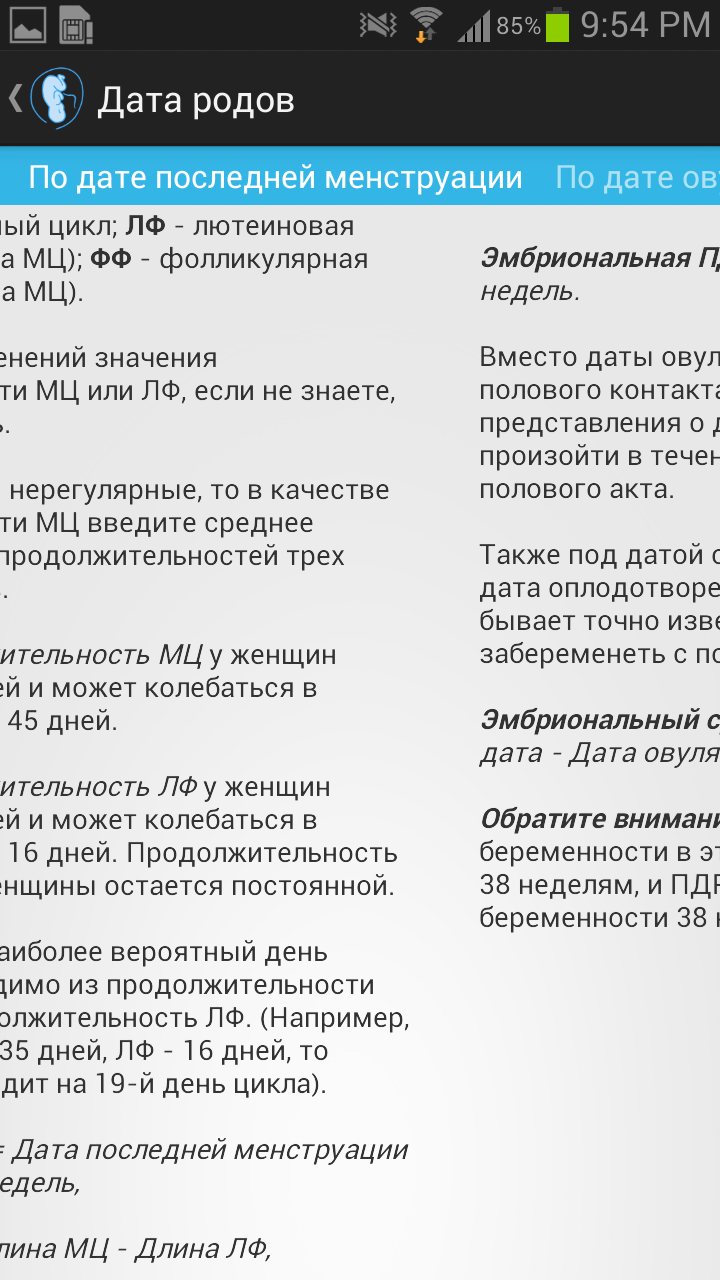 85%
9:54 PM
Дата родов
По дате последней менструации
По дате ов
ый цикл; ЛФ - лютеиновая
а МЦ); ФФ - фолликулярная
а МЦ).
енений значения
ти МЦ или ЛФ, если не знаете,
нерегулярные, то в качестве
ти МЦ введите среднее
продолжительностей трех
ительность МЦ у женщин
ей и может колебаться в
45 дней.
ительность ЛФ у женщин
ей и может колебаться в
16 дней. Продолжительность
енщины остается постоянной.
аиболее вероятный день
димо из продолжительности
олжительность ЛФ. (Например,
35 дней, ЛФ - 16 дней, то
дит на 19-й день цикла).
= Дата последней менструации
едель,
лина МЦ - Длина ЛФ,
Эмбриональная П
недель.
Вместо даты овул
полового контакта
представления о д
произойти в течен
полового акта.
Также под датой о
дата оплодотворе
бывает точно изве
забеременеть с по
Эмбриональный с
дата - Дата овуля
Обратите внимани
беременности в эт
38 неделям, и ПДР
беременности 38 н